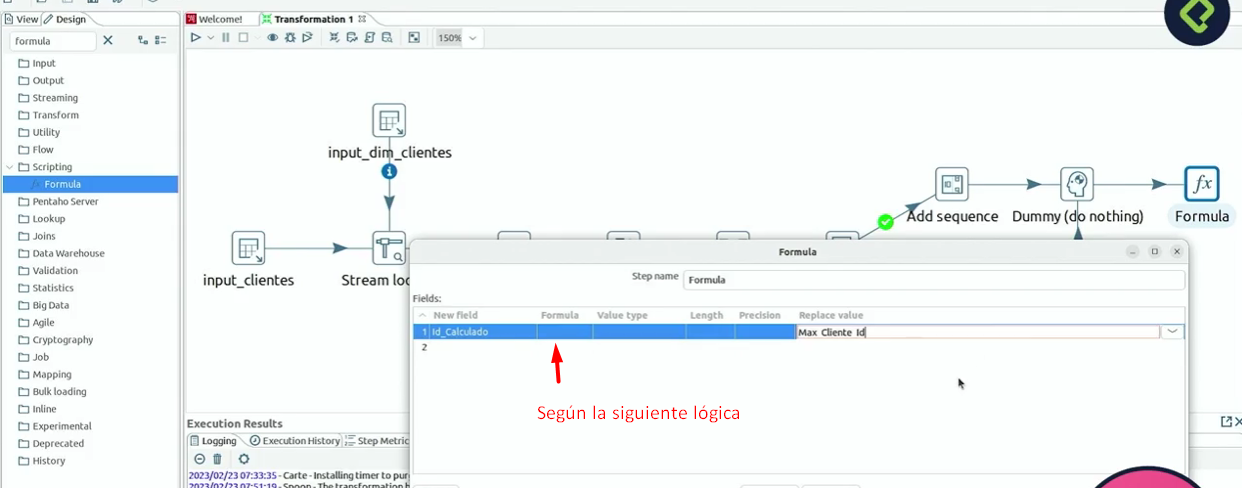 View Design
Welcome! Transformation 1
formula
150%
Input
Output
Streaming
Transform
Utility
Flow
Scripting
Formula
Pentaho Server
Lookup
Joins
Data Warehouse
Validation
Statistics
Big Data
Agile
Cryptography
Job
Mapping
Bulk loading
Inline
Experimental
Deprecated
History
input_dim_clientes
Add sequence Dummy (do nothing) Formula
input_clientes Stream
Formula
Step name Formula
Fields:
New field Formula Value type Length Precision Replace value
1 Id_Calculado Max Cliente Id
2
Según la siguiente lógica
Execution Results
Logging Execution History Step Metric
2023/02/23 07:33:35 - Carte - Installing timer to pur
2023/02/23 07:51:19 - Spoon - The transformation